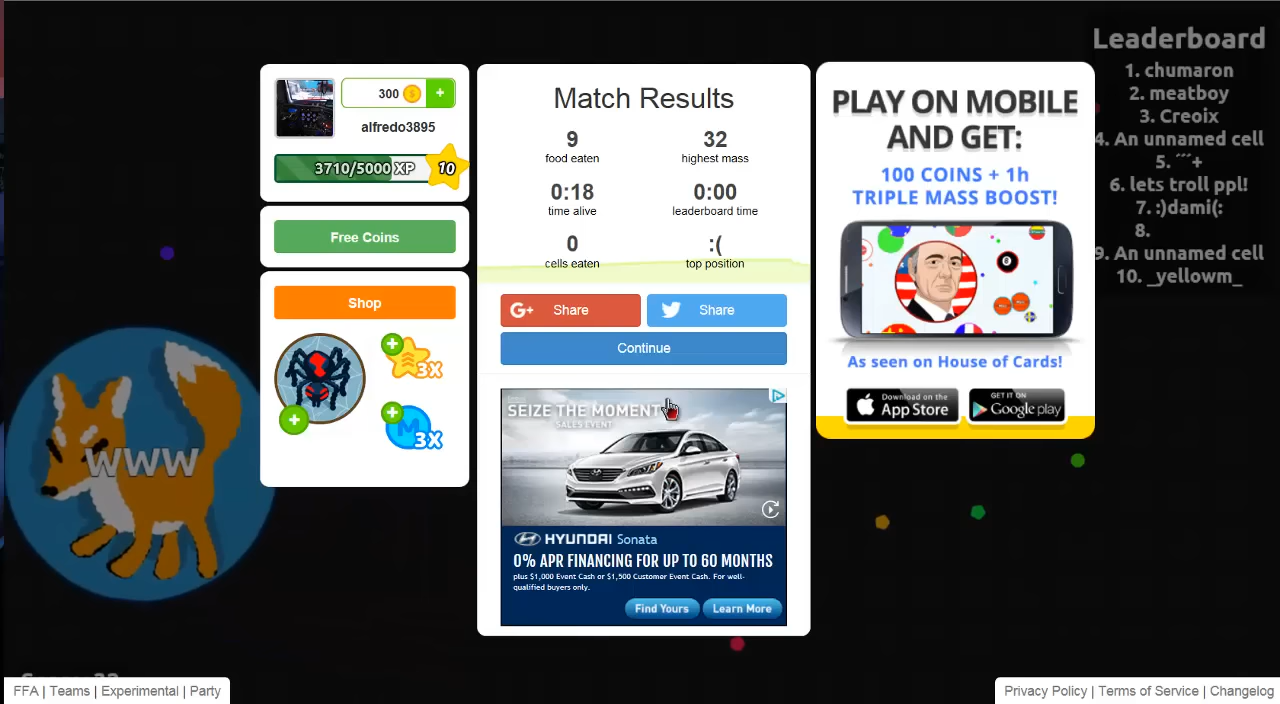 300
+
alfredo3895
3710/5000 XP
10
Free Coins
Shop
3X
M
3X
Match Results
9
food eaten
32
highest mass
0:18
time alive
0:00
leaderboard time
0
cells eaten
:(
top position
G+ Share
Share
Continue
SEIZE THE MOMENT
SALES EVENT
HYUNDAI Sonata
0% APR FINANCING FOR UP TO 60 MONTHS
plus $1,000 Event Cash or $1,500 Customer Event Cash. For well-
qualified buyers only.
Find Yours
Learn More
PLAY ON MOBILE
AND GET:
100 COINS + 1h
TRIPLE MASS BOOST!
8
As seen on House of Cards!
Download on the
App Store
GET IT ON
Google play
Leaderboard
1. chumaron
2. meatboy
3. Creoix
4. An unnamed cell
5. ˜˜˜+
6. lets troll ppl!
7. :)dami(:
8.
9. An unnamed cell
10. _yellowm_
www
FFA | Teams | Experimental | Party
Privacy Policy | Terms of Service | Changelog